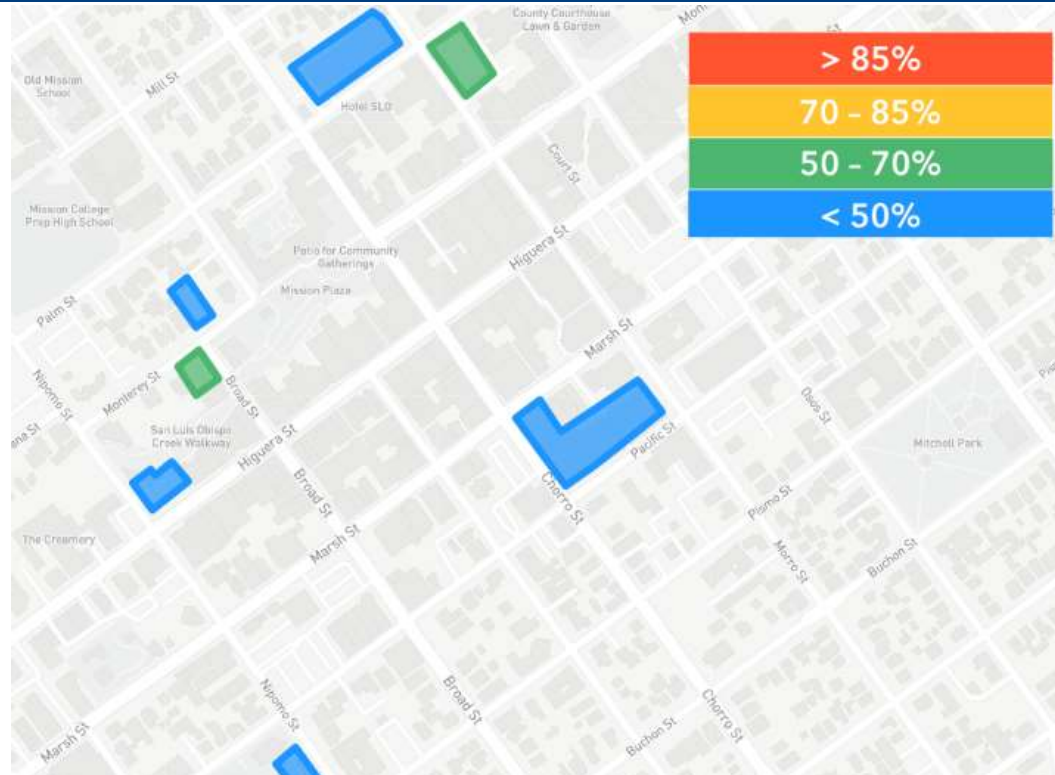 County Courthouse
Lawn & Garden
> 85%
70 - 85%
50 - 70%
< 50%
Old Mission
School
Mill St
Hotel SLO
Court St
Mission College
Prep High School
Patio for Community
Gatherings
Higuera St
Mission Plaza
Palm St
Marsh St
Nipomo St
Monterey St
Broad St
Osos St
San Luis Obispo
Creek Walkway
Higuera St
Pacific St
Mitchell Park
Broad St
Chorro St
Pismo St
The Creamery
Marsh St
Morro St
Buchon St
Nipomo St
Broad St
Chorro St
Buchon St
Marsh St